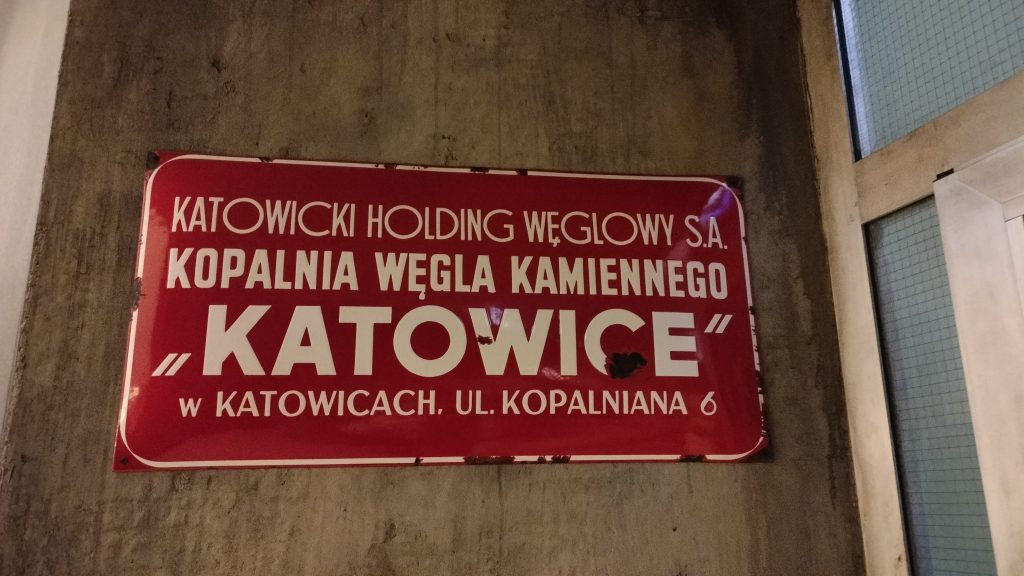 KATOWICKI HOLDING WĘGLOWY S.A.
KOPALNIA WĘGLA KAMIENNEGO
„KATOWICE”
w KATOWICACH, UL. KOPALNIANA 6